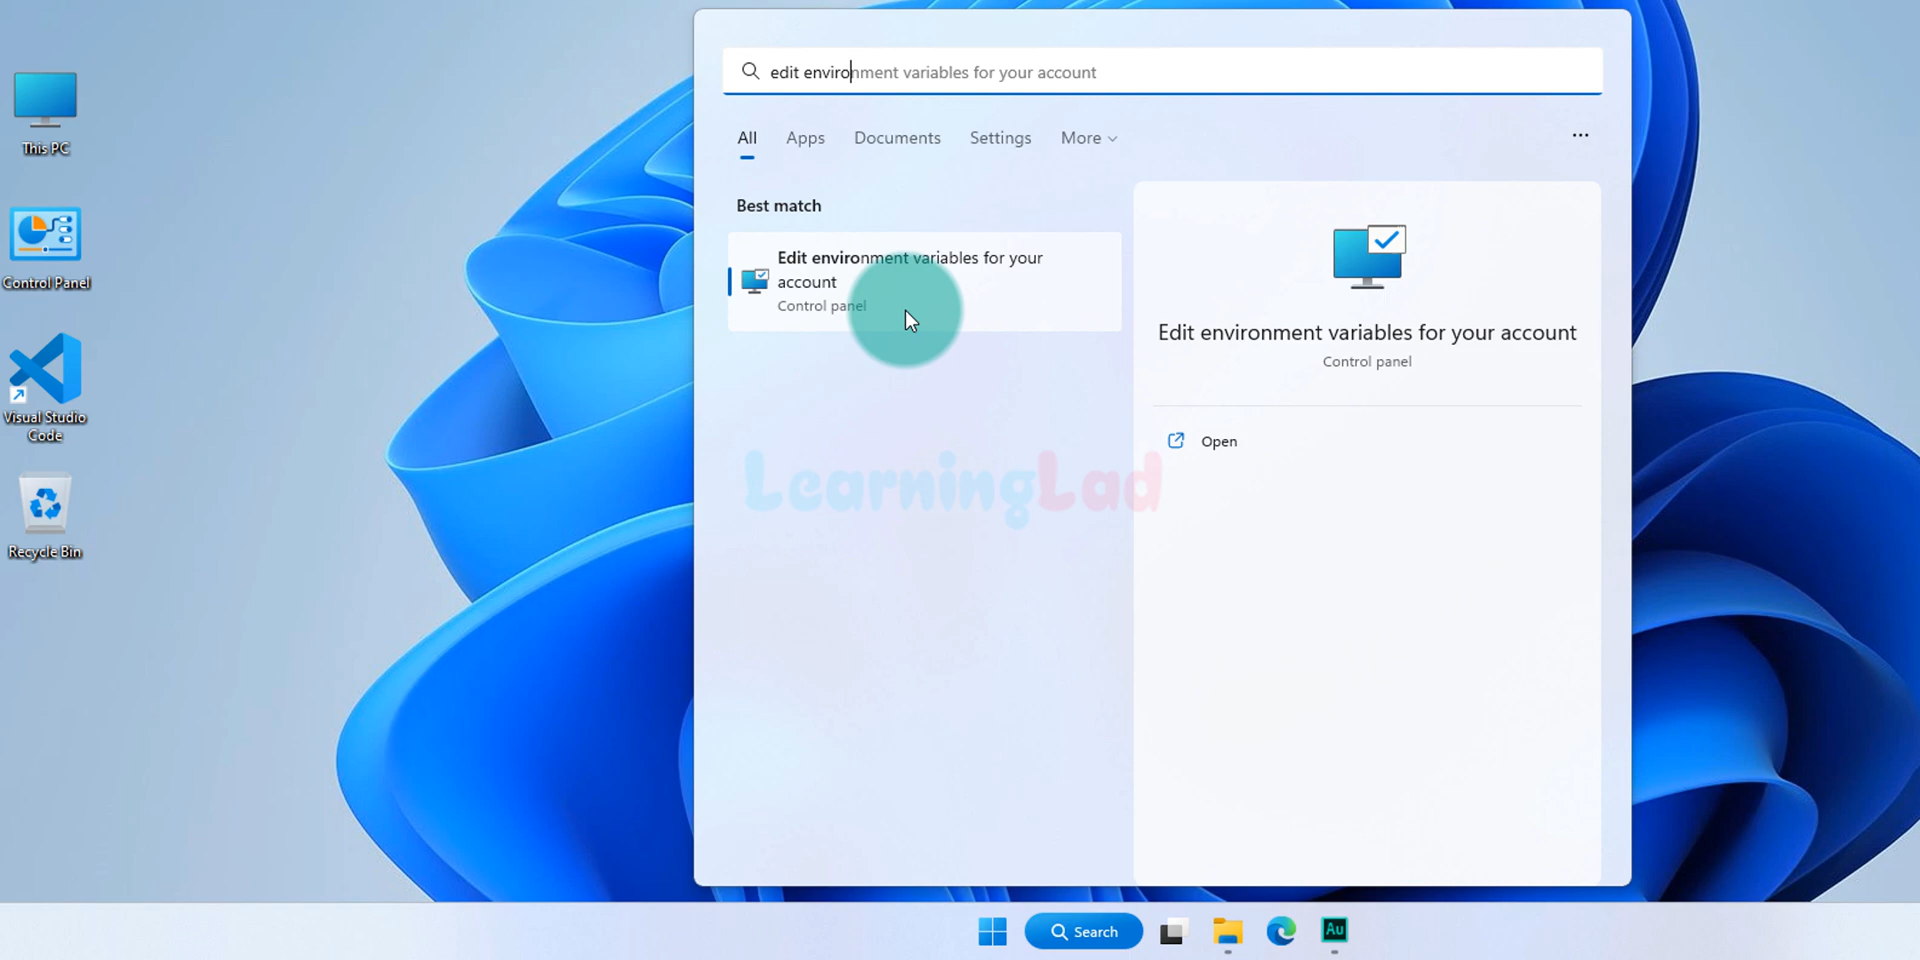 This PC
Control Panel
Visual Studio
Code
Recycle Bin
edit environment variables for your account
All Apps Documents Settings More
Best match
Edit environment variables for your
account
Control panel
Edit environment variables for your account
Control panel
Open
LearningLad
Search
Au